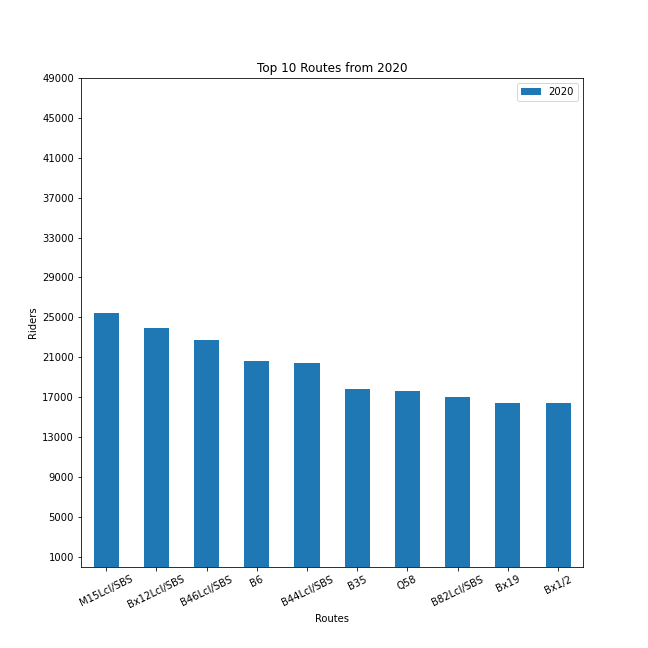 Top 10 Routes from 2020
2020
49000
45000
41000
37000
33000
29000
25000
21000
17000
13000
9000
5000
1000
Riders
M15Lcl/SBS
Bx12Lcl/SBS
B46Lcl/SBS
B6
B44Lcl/SBS
B35
Q58
B82Lcl/SBS
Bx19
Bx1/2
Routes